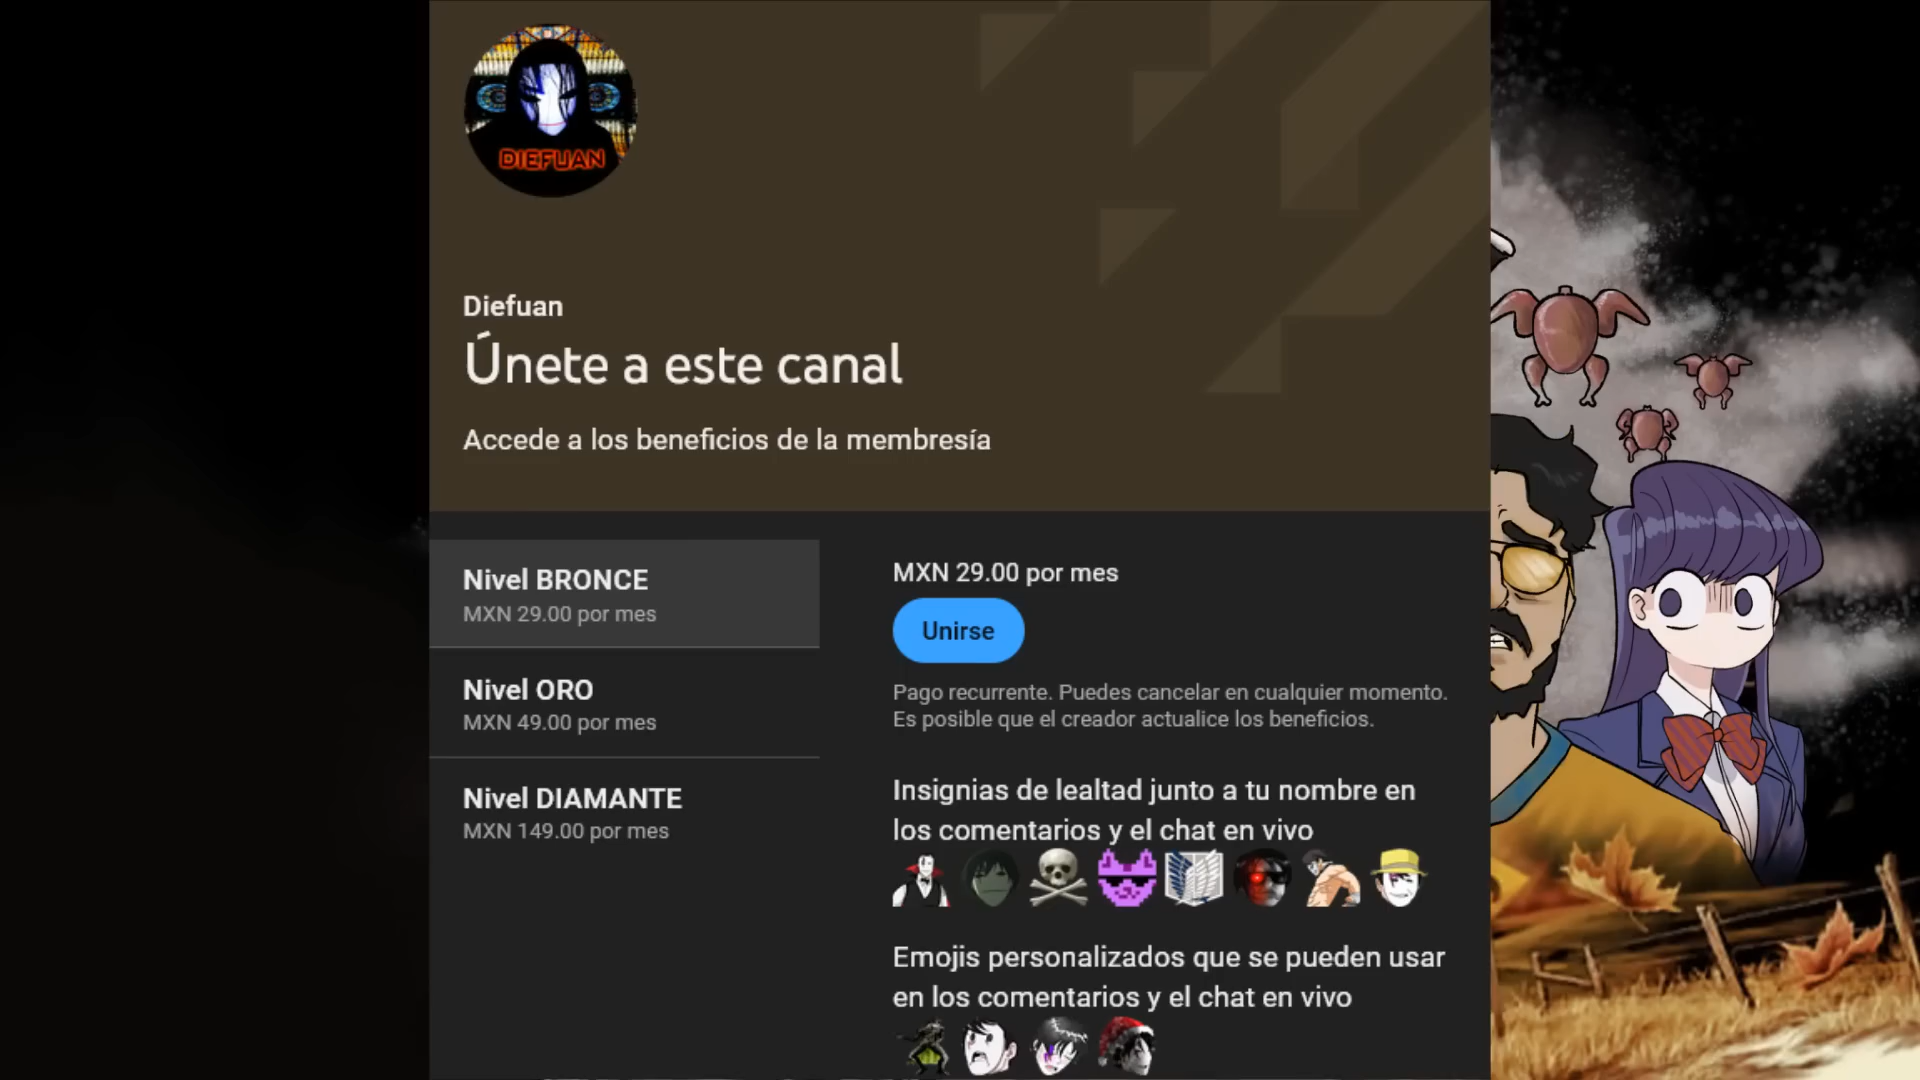 DIEFUAN
Diefuan
Únete a este canal
Accede a los beneficios de la membresía
Nivel BRONCE
MXN 29.00 por mes
Nivel ORO
MXN 49.00 por mes
Nivel DIAMANTE
MXN 149.00 por mes
MXN 29.00 por mes
Unirse
Pago recurrente. Puedes cancelar en cualquier momento.
Es posible que el creador actualice los beneficios.
Insignias de lealtad junto a tu nombre en
los comentarios y el chat en vivo
Emojis personalizados que se pueden usar
en los comentarios y el chat en vivo